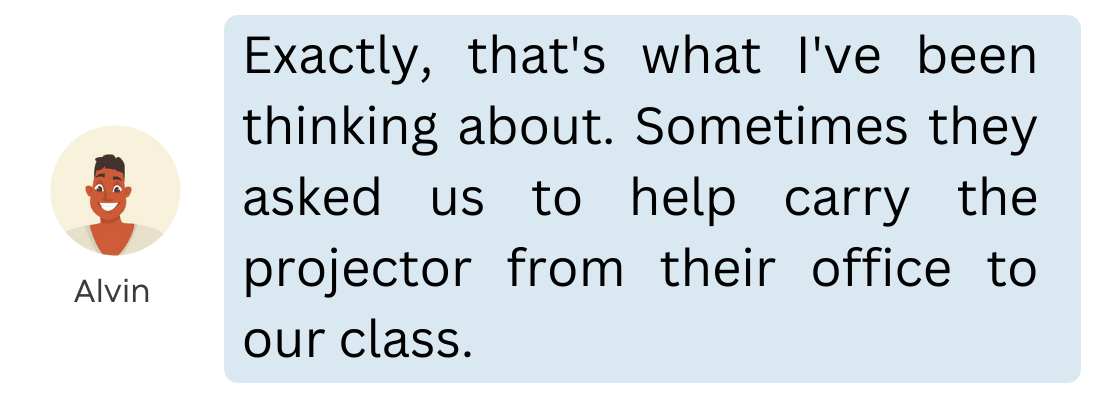 Exactly, that's what I've been
thinking about. Sometimes they
asked us to help carry the
projector from their office to
our class.
Alvin